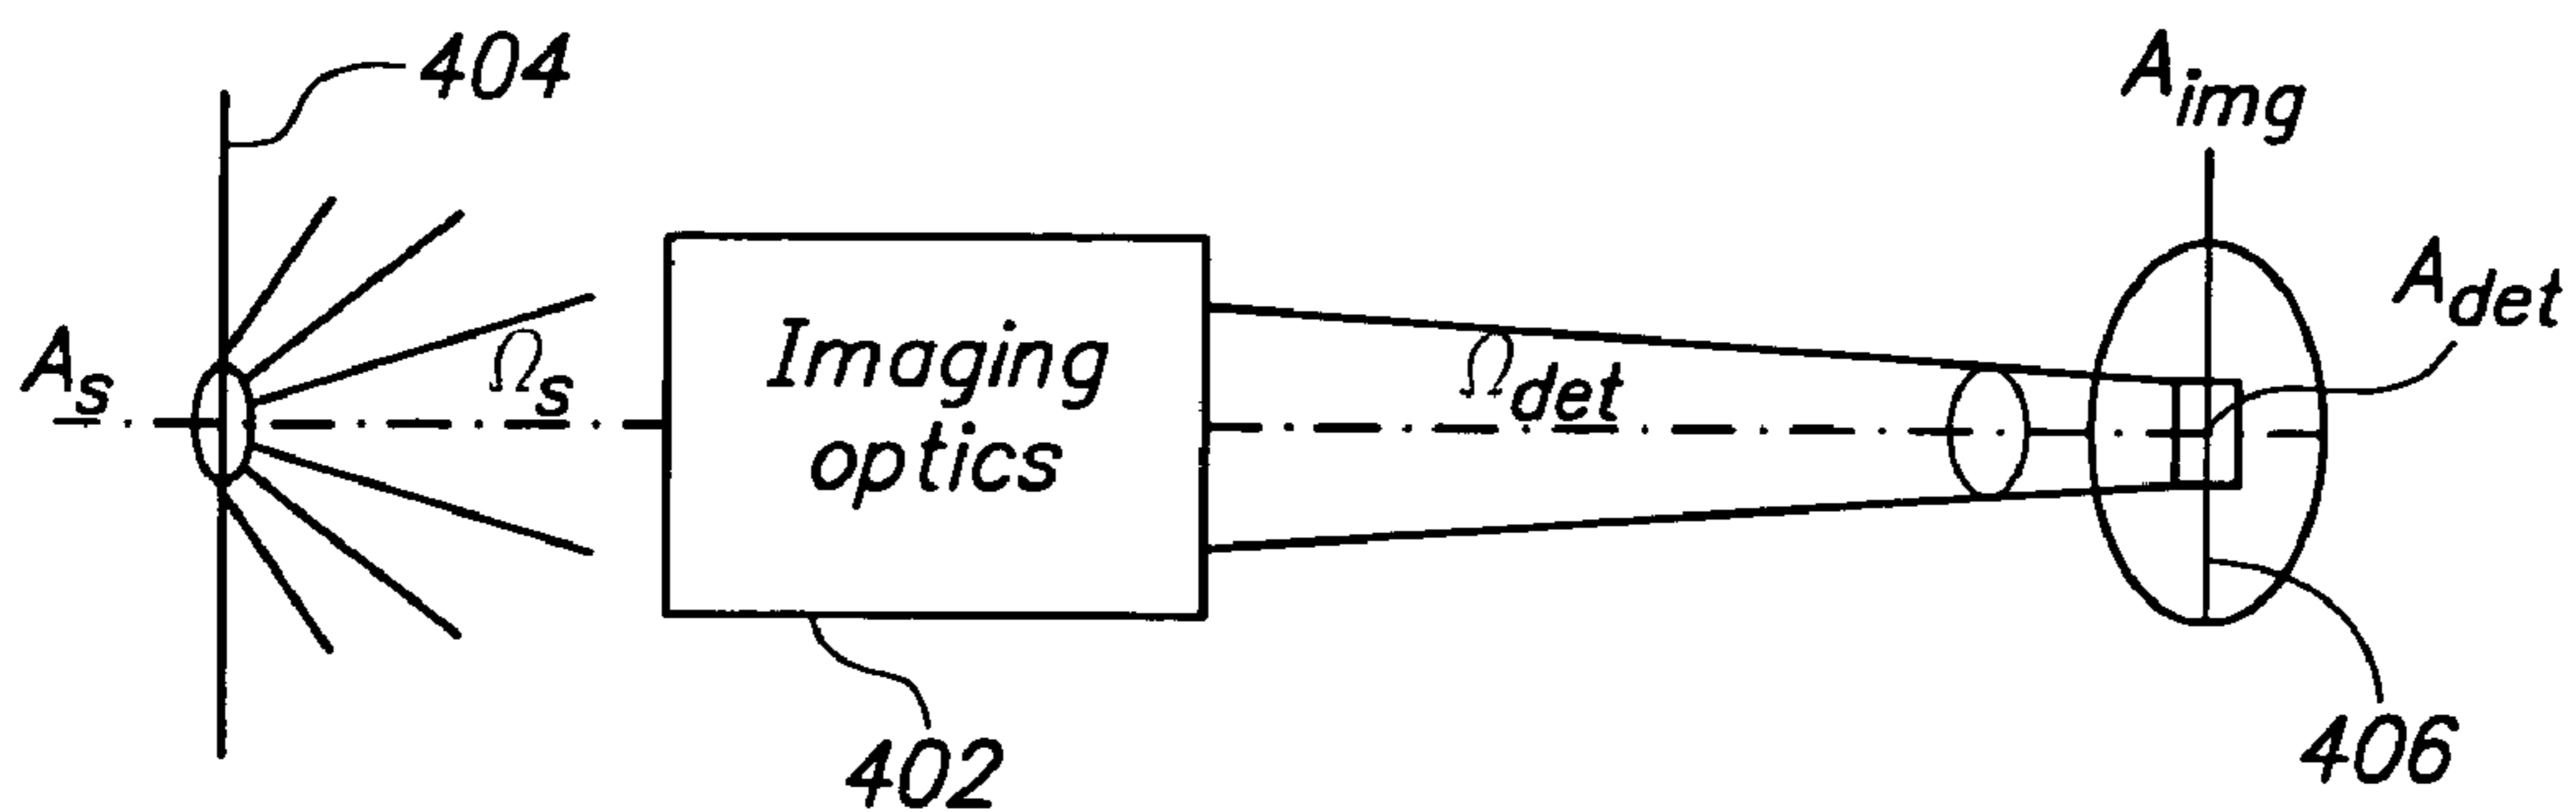 404
A_img
A_det
A_s
Ω_s
Imaging
optics
Ω_det
402
406